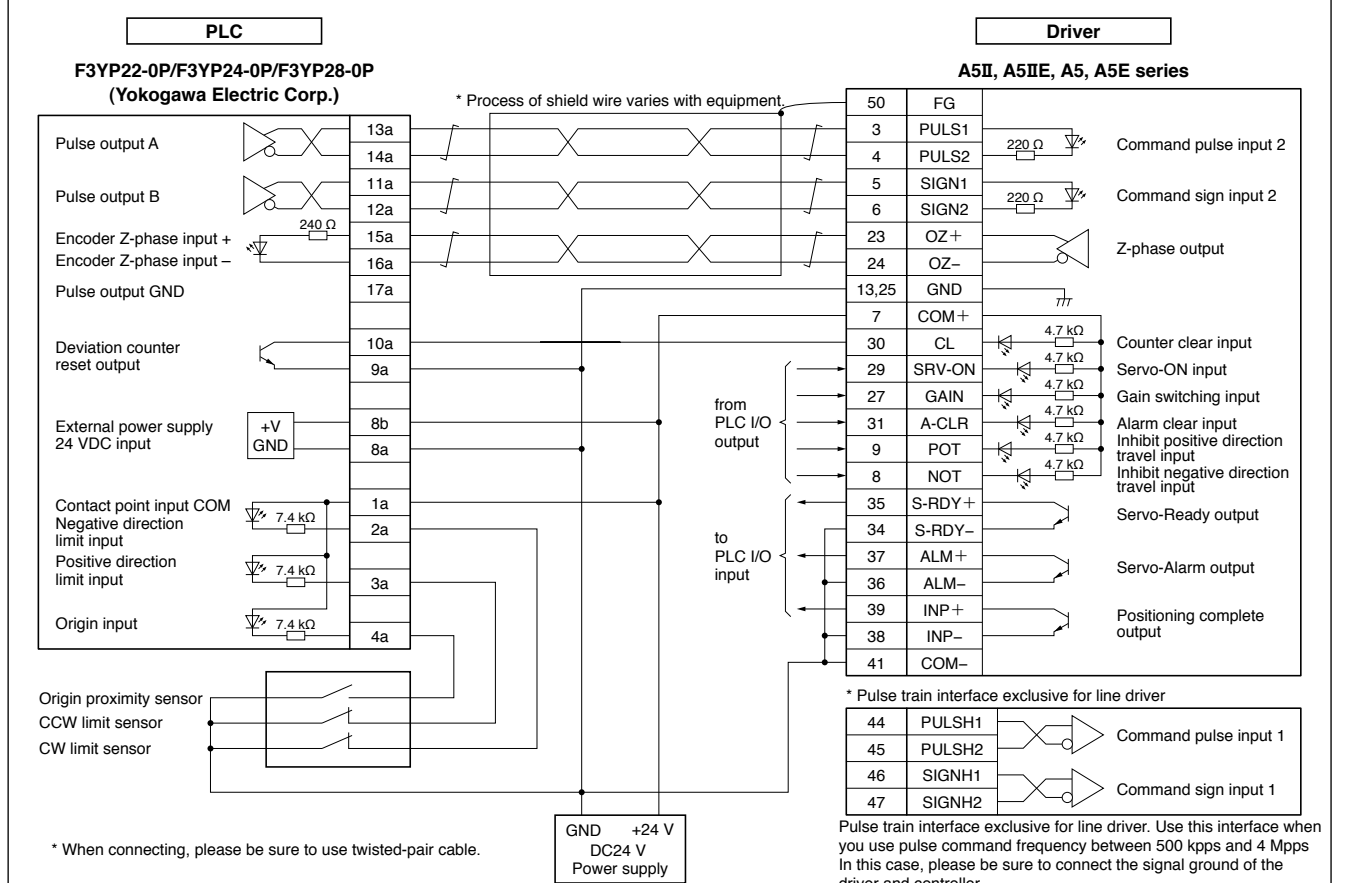 PLC
Driver
F3YP22-0P/F3YP24-0P/F3YP28-0P
(Yokogawa Electric Corp.)
A5II, A5IIE, A5, A5E series
* Process of shield wire varies with equipment.
Pulse output A
13a
14a
Pulse output B
11a
12a
240 Ω
Encoder Z-phase input +
15a
Encoder Z-phase input –
16a
Pulse output GND
17a
Deviation counter
reset output
10a
9a
External power supply
24 VDC input
+V
GND
8b
8a
Contact point input COM
1a
Negative direction
limit input
7.4 kΩ
2a
Positive direction
limit input
7.4 kΩ
3a
Origin input
7.4 kΩ
4a
Origin proximity sensor
CCW limit sensor
CW limit sensor
* When connecting, please be sure to use twisted-pair cable.
GND +24 V
DC24 V
Power supply
from
PLC I/O
output
to
PLC I/O
input
50 FG
3 PULS1
4 PULS2
220 Ω
Command pulse input 2
5 SIGN1
6 SIGN2
220 Ω
Command sign input 2
23 OZ+
24 OZ–
Z-phase output
13,25 GND
7 COM+
30 CL 4.7 kΩ Counter clear input
29 SRV-ON 4.7 kΩ Servo-ON input
27 GAIN 4.7 kΩ Gain switching input
31 A-CLR 4.7 kΩ Alarm clear input
9 POT 4.7 kΩ Inhibit positive direction
travel input
8 NOT 4.7 kΩ Inhibit negative direction
travel input
35 S-RDY+
34 S-RDY–
Servo-Ready output
37 ALM+
36 ALM–
Servo-Alarm output
39 INP+
38 INP–
Positioning complete
output
41 COM–
* Pulse train interface exclusive for line driver
44 PULSH1
45 PULSH2
Command pulse input 1
46 SIGNH1
47 SIGNH2
Command sign input 1
Pulse train interface exclusive for line driver. Use this interface when
you use pulse command frequency between 500 kpps and 4 Mpps
In this case, please be sure to connect the signal ground of the
driver and controller